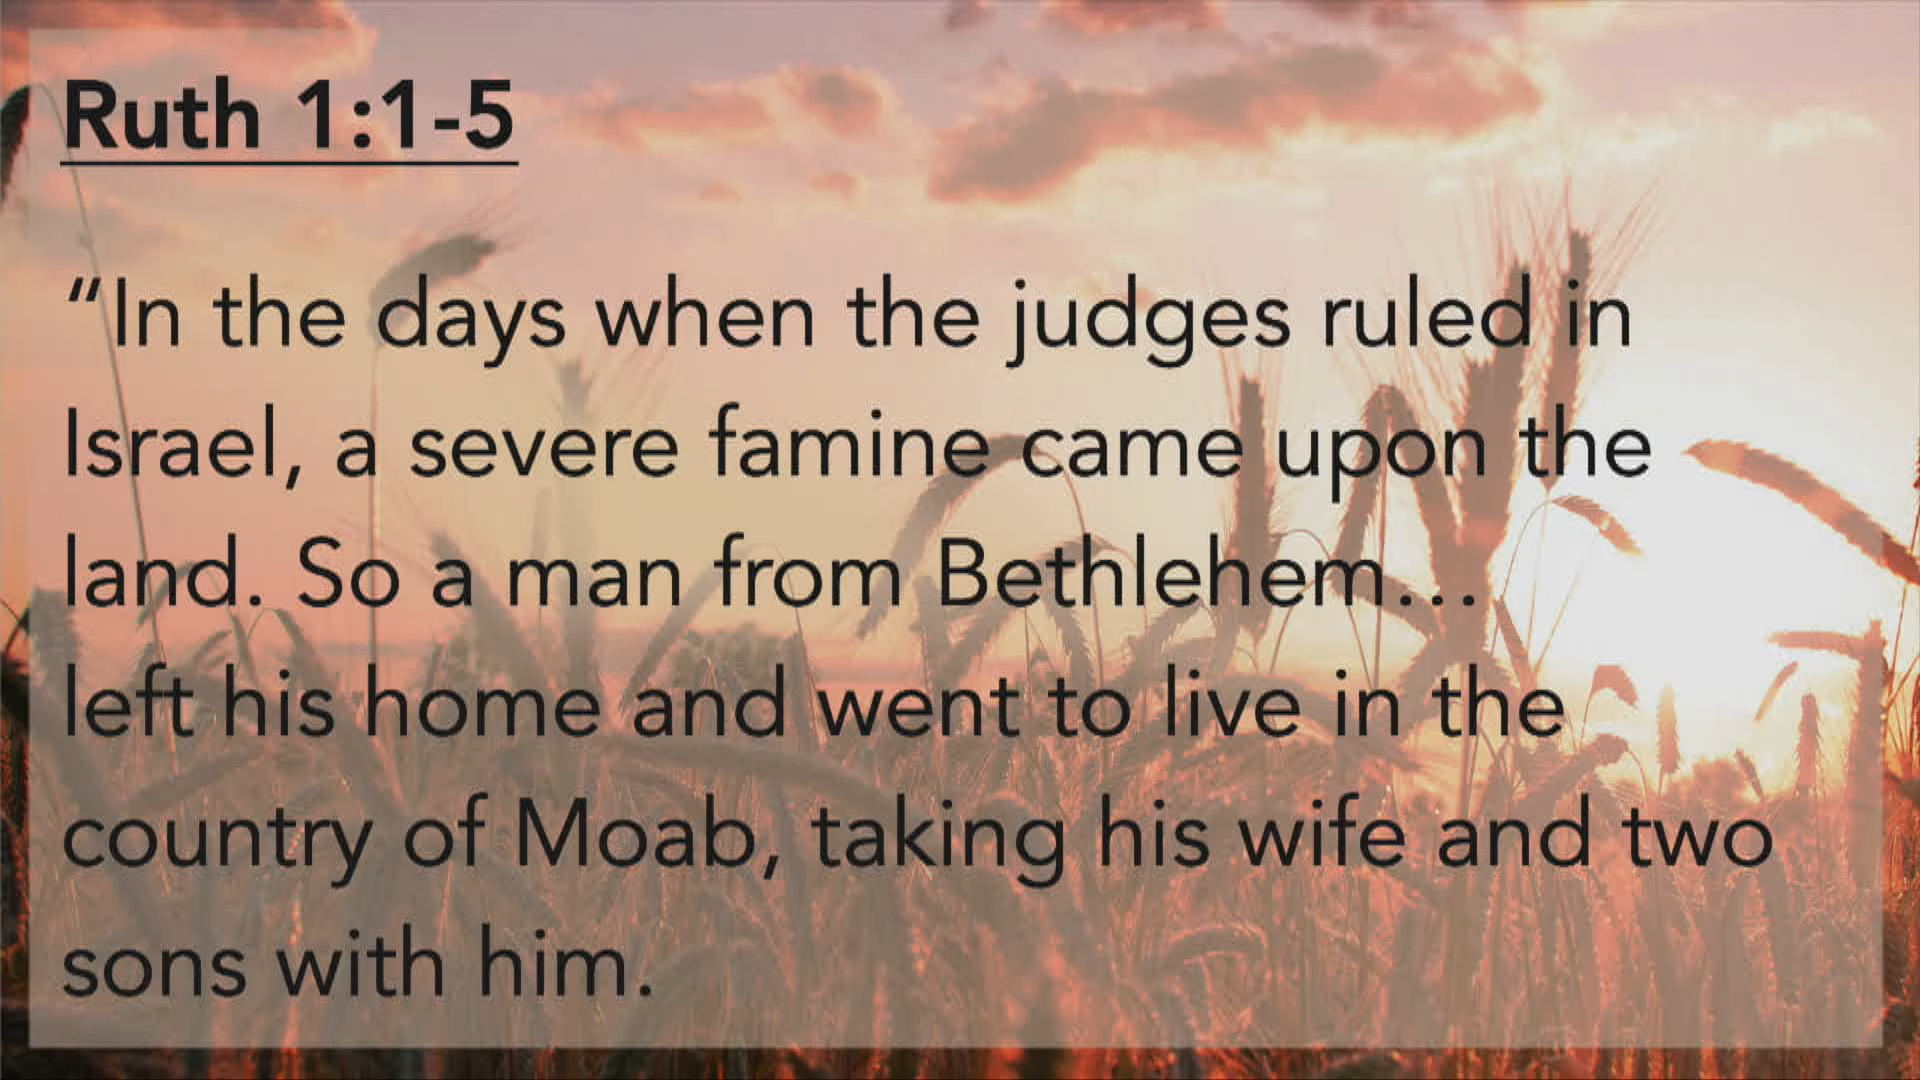 Ruth 1:1-5
“In the days when the judges ruled in
Israel, a severe famine came upon the
land. So a man from Bethlehem…
left his home and went to live in the
country of Moab, taking his wife and two
sons with him.